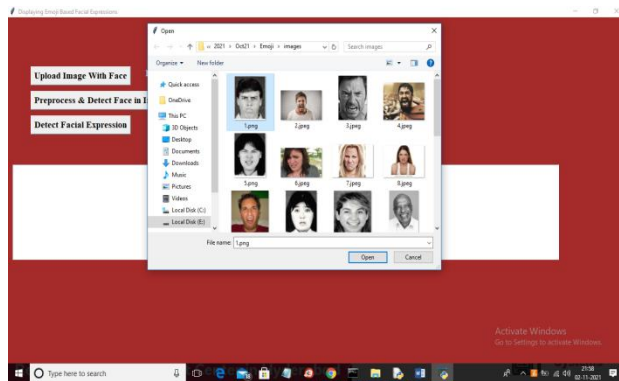 Displaying Emoji Based Facial Expressions
Open
« 2021 › Oct21 › Emoji › images
Search images
Organize
New folder
Upload Image With Face
Preprocess & Detect Face in I
Detect Facial Expression
Quick access
OneDrive
This PC
3D Objects
Desktop
Documents
Downloads
Music
Pictures
Videos
Local Disk (C:)
Local Disk (E:)
1.png
2.jpeg
3.jpeg
4.jpeg
5.png
6.jpeg
7.jpeg
8.jpeg
File name: 1.png
Open
Cancel
Activate Windows
Go to Settings to activate Windows.
Type here to search
21:58
02-11-2021